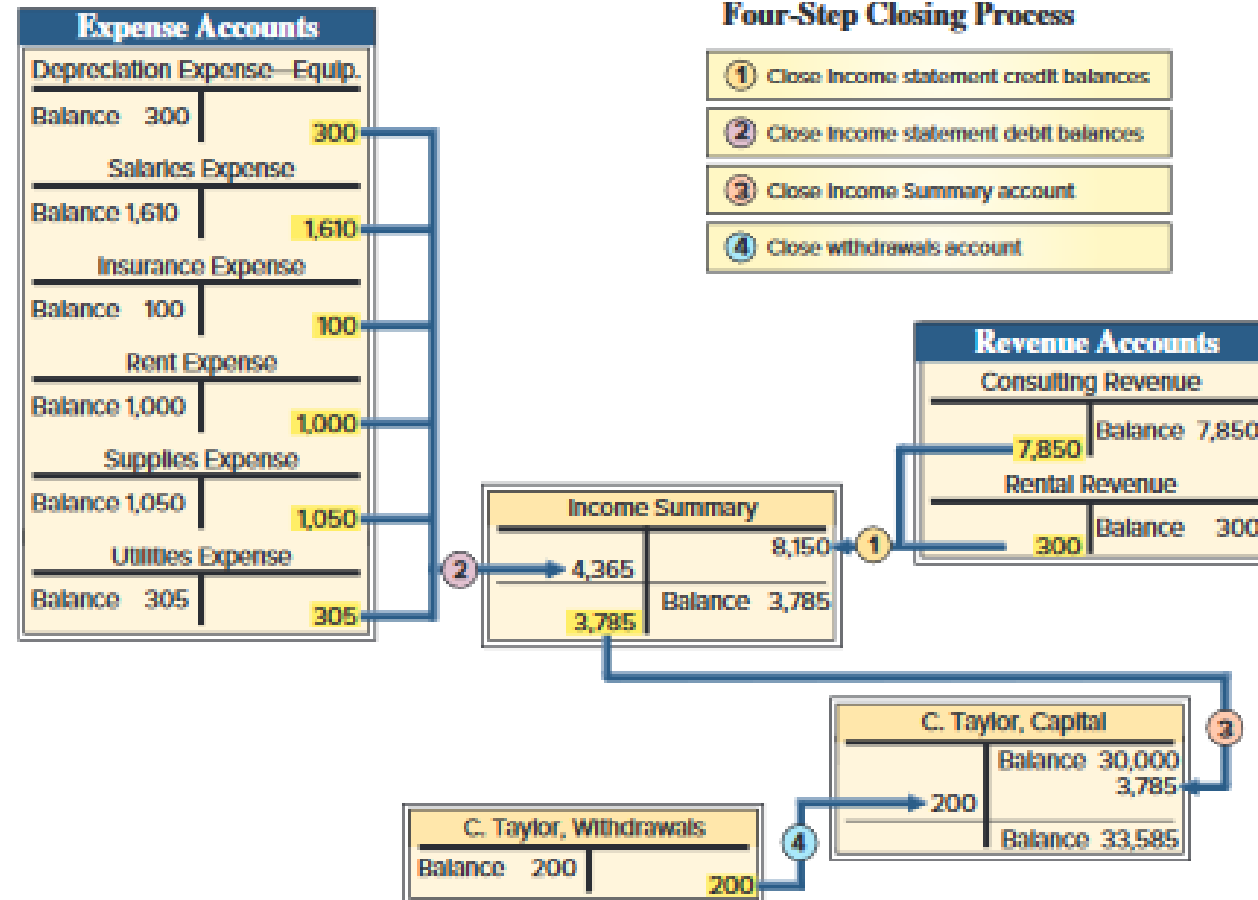 Expense Accounts
Depreciation Expense—Equip.
Balance 300
300
Salaries Expense
Balance 1,610
1,610
Insurance Expense
Balance 100
100
Rent Expense
Balance 1,000
1,000
Supplies Expense
Balance 1,050
1,050
Utilities Expense
Balance 305
305
Four-Step Closing Process
1 Close income statement credit balances
2 Close income statement debit balances
3 Close Income Summary account
4 Close withdrawals account
Revenue Accounts
Consulting Revenue
Balance 7,850
7,850
Rental Revenue
Balance 300
300
1
2
Income Summary
8,150
4,365
Balance 3,785
3,785
3
C. Taylor, Capital
Balance 30,000
3,785
200
Balance 33,585
4
C. Taylor, Withdrawals
Balance 200
200